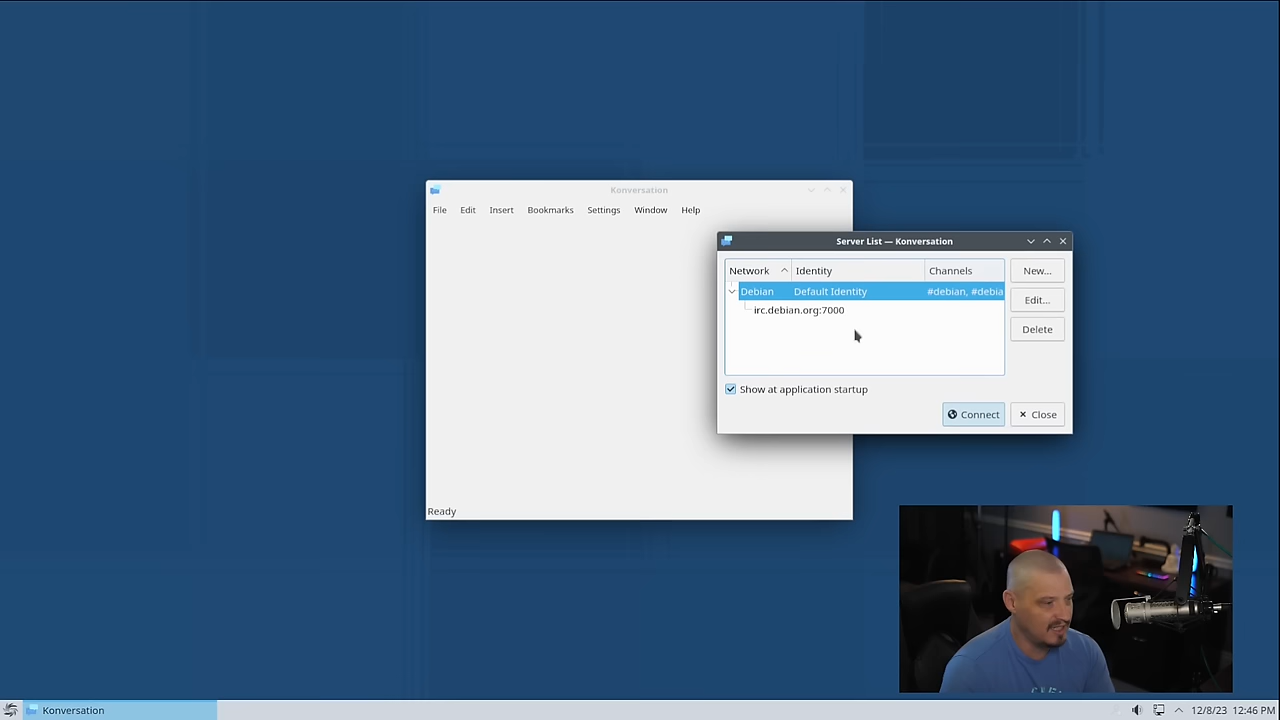 Konversation
File Edit Insert Bookmarks Settings Window Help
Server List — Konversation
Network Identity Channels
Debian Default Identity #debian, #debia
irc.debian.org:7000
New...
Edit...
Delete
Show at application startup
Connect Close
Ready
Konversation
12/8/23 12:46 PM